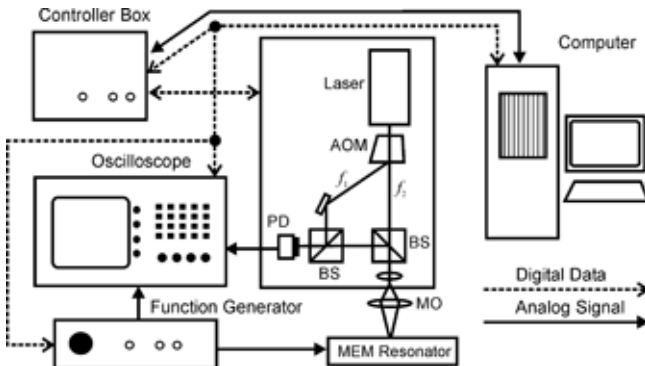 Controller Box
Computer
Laser
AOM
Oscilloscope
f₁
f₂
PD
BS
BS
Digital Data
MO
Analog Signal
Function Generator
MEM Resonator